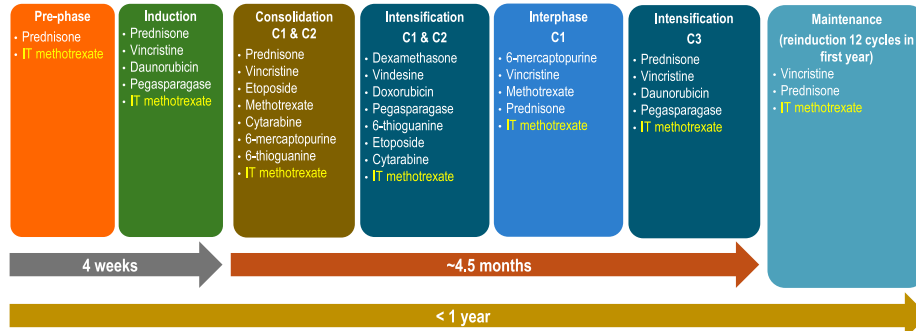 Pre-phase
• Prednisone
• IT methotrexate
Induction
• Prednisone
• Vincristine
• Daunorubicin
• Pegasparagase
• IT methotrexate
Consolidation
C1 & C2
• Prednisone
• Vincristine
• Etoposide
• Methotrexate
• Cytarabine
• 6-mercaptopurine
• 6-thioguanine
• IT methotrexate
Intensification
C1 & C2
• Dexamethasone
• Vindesine
• Doxorubicin
• Pegasparagase
• 6-thioguanine
• Etoposide
• Cytarabine
• IT methotrexate
Interphase
C1
• 6-mercaptopurine
• Vincristine
• Methotrexate
• Prednisone
• IT methotrexate
Intensification
C3
• Prednisone
• Vincristine
• Daunorubicin
• Pegasparagase
• IT methotrexate
Maintenance
(reinduction 12 cycles in
first year)
• Vincristine
• Prednisone
• IT methotrexate
4 weeks
~4.5 months
< 1 year